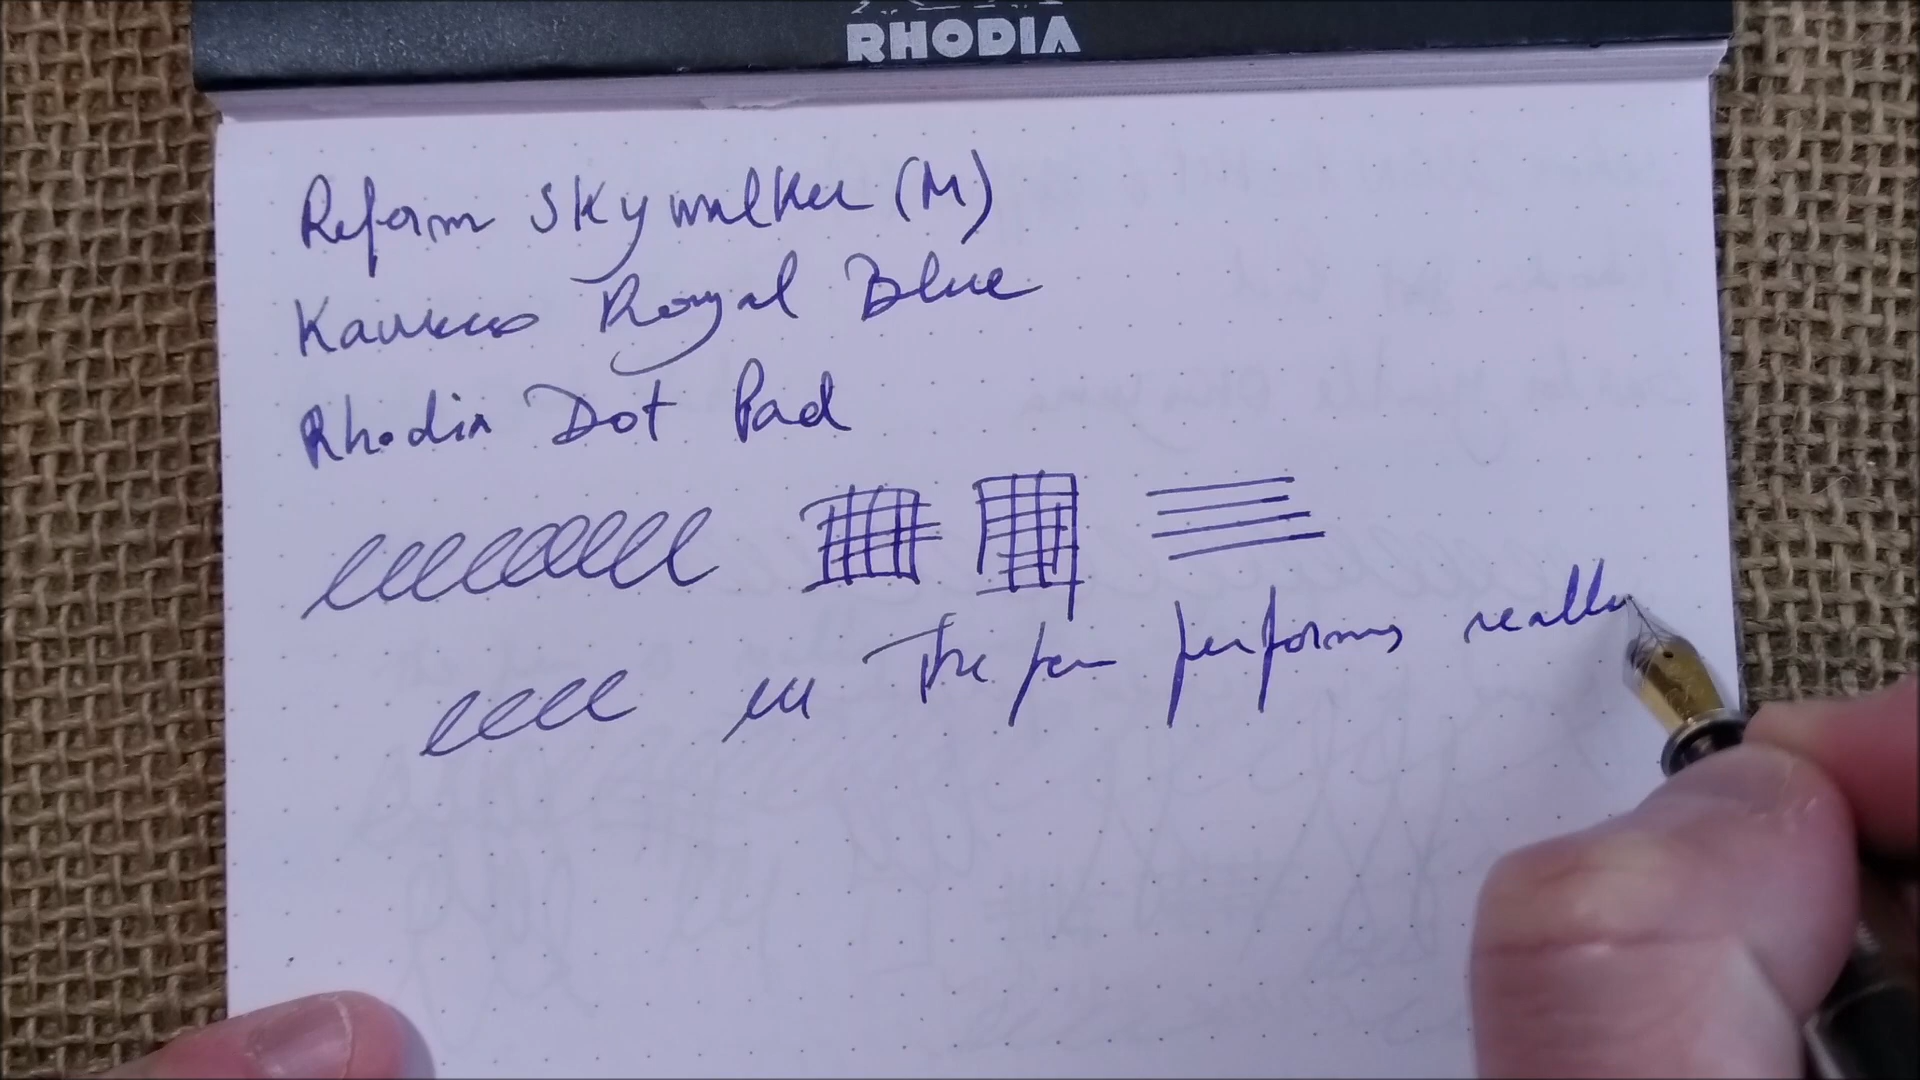 RHODIA
Reform Skywalker (M)
Kaweco Royal Blue
Rhodia Dot Pad
The pen performs really